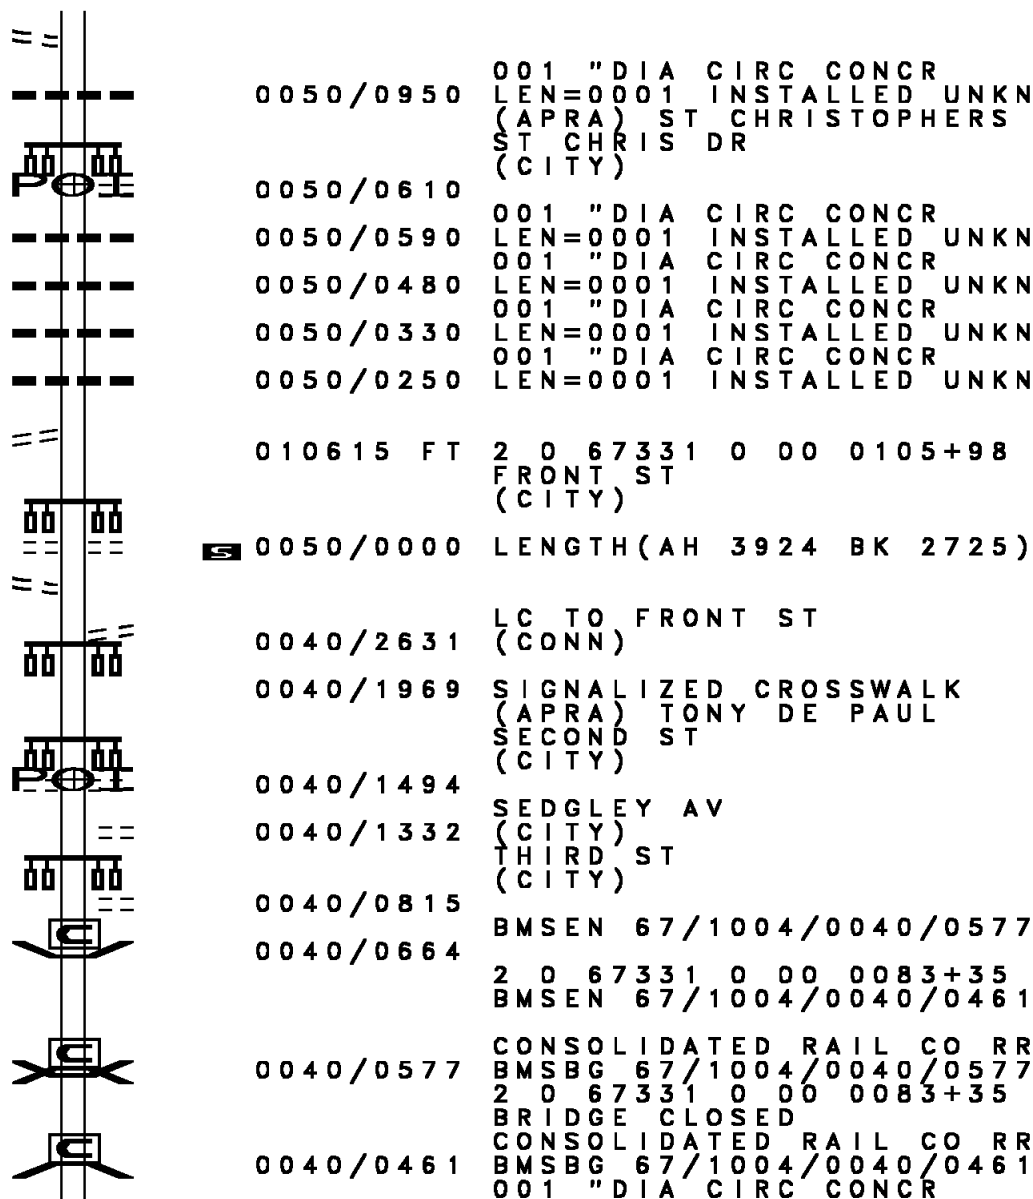 001 "DIA CIRC CONCR
0050/0950 LEN=0001 INSTALLED UNKN
(APRA) ST CHRISTOPHERS
ST CHRIS DR
(CITY)
POT
0050/0610
001 "DIA CIRC CONCR
0050/0590 LEN=0001 INSTALLED UNKN
001 "DIA CIRC CONCR
0050/0480 LEN=0001 INSTALLED UNKN
001 "DIA CIRC CONCR
0050/0330 LEN=0001 INSTALLED UNKN
001 "DIA CIRC CONCR
0050/0250 LEN=0001 INSTALLED UNKN
010615 FT 2 0 67331 0 00 0105+98
FRONT ST
(CITY)
S 0050/0000 LENGTH(AH 3924 BK 2725)
LC TO FRONT ST
0040/2631 (CONN)
0040/1969 SIGNALIZED CROSSWALK
(APRA) TONY DE PAUL
SECOND ST
(CITY)
POT
0040/1494
SEDGLEY AV
0040/1332 (CITY)
THIRD ST
(CITY)
0040/0815
C BMSEN 67/1004/0040/0577
0040/0664
2 0 67331 0 00 0083+35
BMSEN 67/1004/0040/0461
C CONSOLIDATED RAIL CO RR
0040/0577 BMSBG 67/1004/0040/0577
2 0 67331 0 00 0083+35
BRIDGE CLOSED
C CONSOLIDATED RAIL CO RR
0040/0461 BMSBG 67/1004/0040/0461
001 "DIA CIRC CONCR